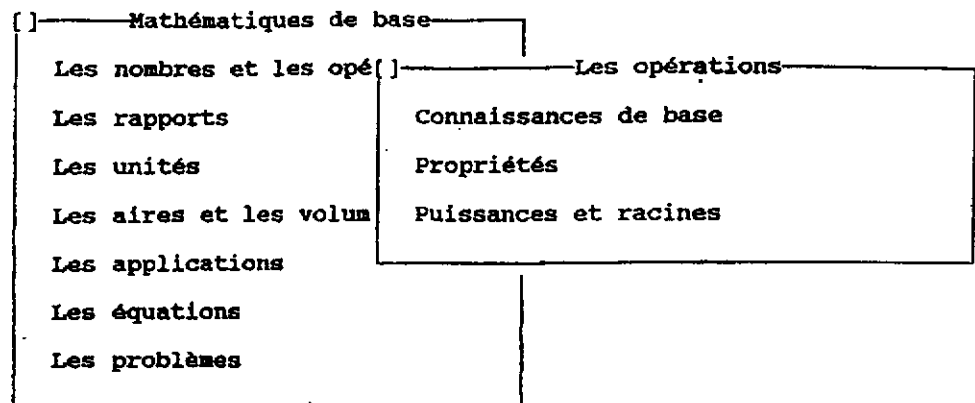 [ ] Mathématiques de base
Les nombres et les opé
Les rapports
Les unités
Les aires et les volum
Les applications
Les équations
Les problèmes
[ ] Les opérations
Connaissances de base
Propriétés
Puissances et racines